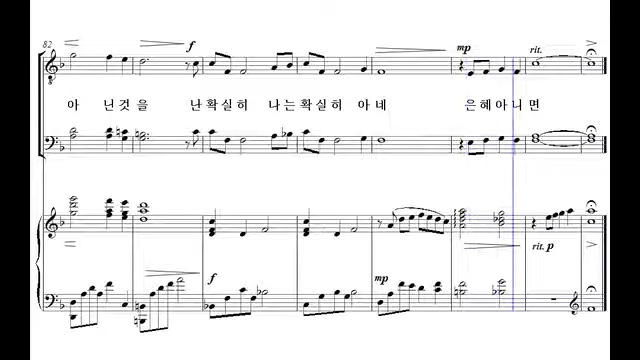 82
f
mp
rit.
아 닌것 을 난확실히 나는확실히 아네 은혜아니면
f
mp
rit. p